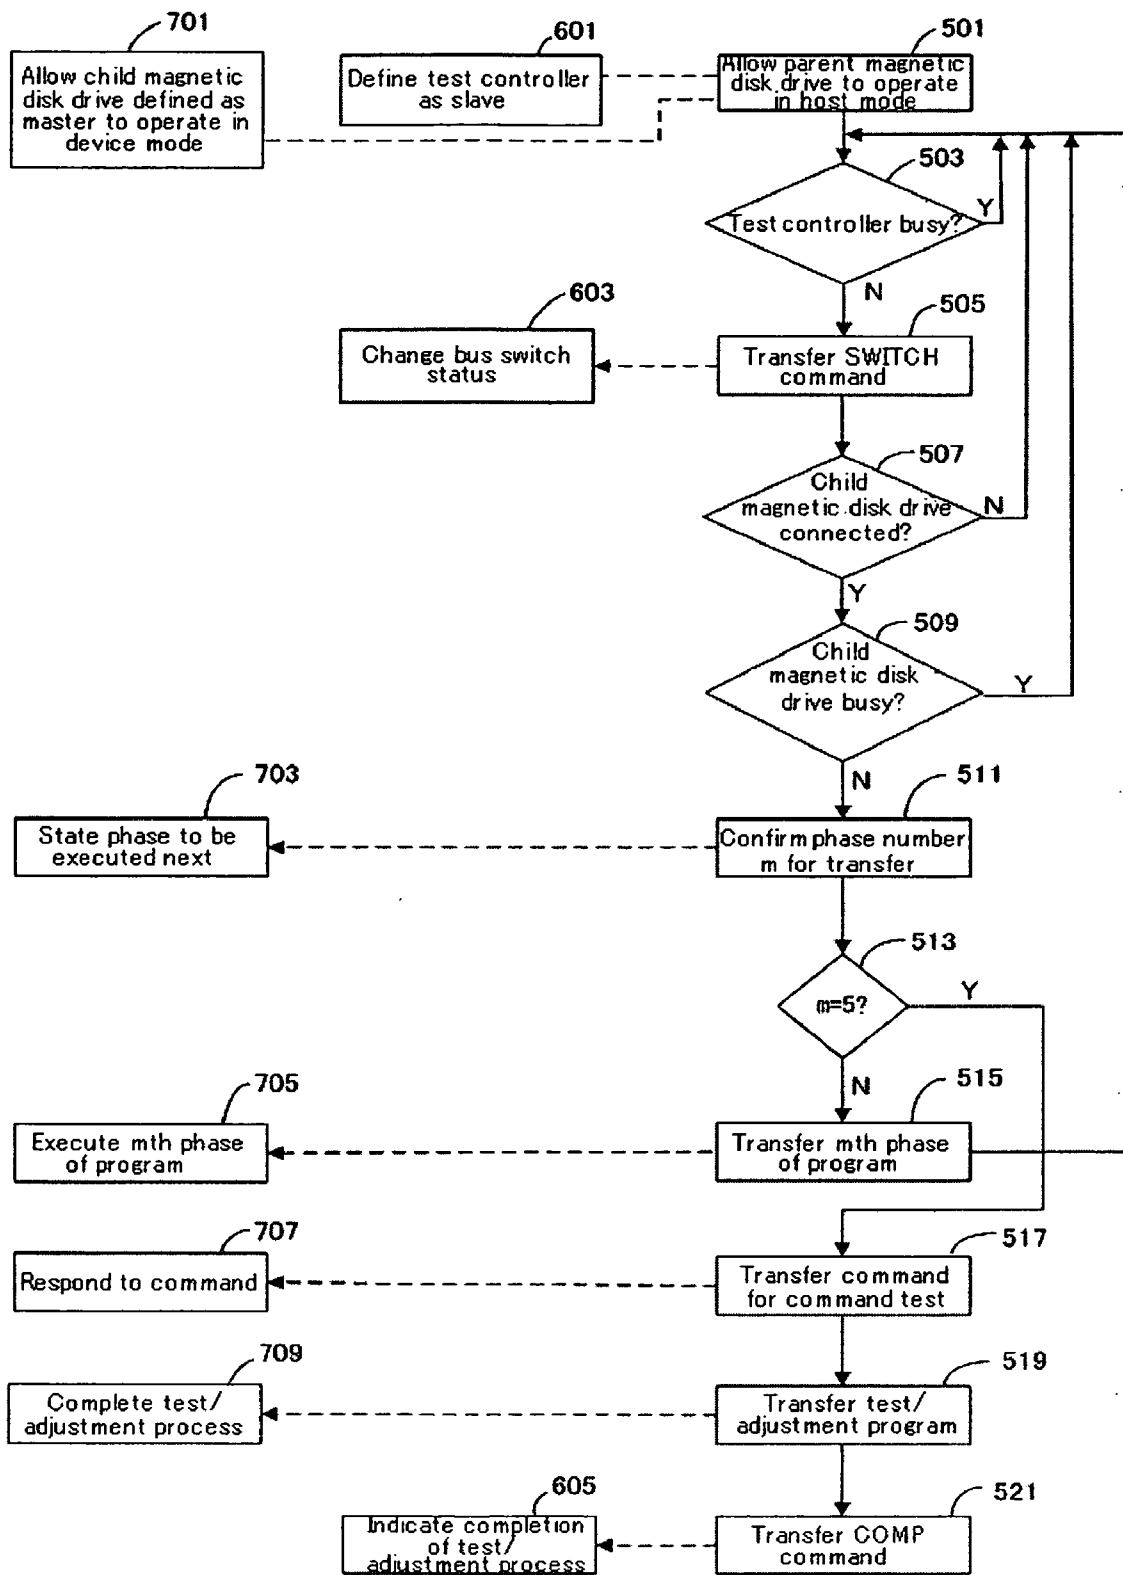 701
601
501
Allow child magnetic
disk drive defined as
master to operate in
device mode
Define test controller
as slave
Allow parent magnetic
disk drive to operate
in host mode
503
Test controller busy?
Y
N
603
505
Change bus switch
status
Transfer SWITCH
command
507
Child
magnetic disk drive
connected?
N
Y
509
Child
magnetic disk
drive busy?
Y
N
703
511
State phase to be
executed next
Confirm phase number
m for transfer
513
m=5?
Y
N
705
515
Execute mth phase
of program
Transfer mth phase
of program
707
517
Respond to command
Transfer command
for command test
709
519
Complete test/
adjustment process
Transfer test/
adjustment program
605
521
Indicate completion
of test/
adjustment process
Transfer COMP
command